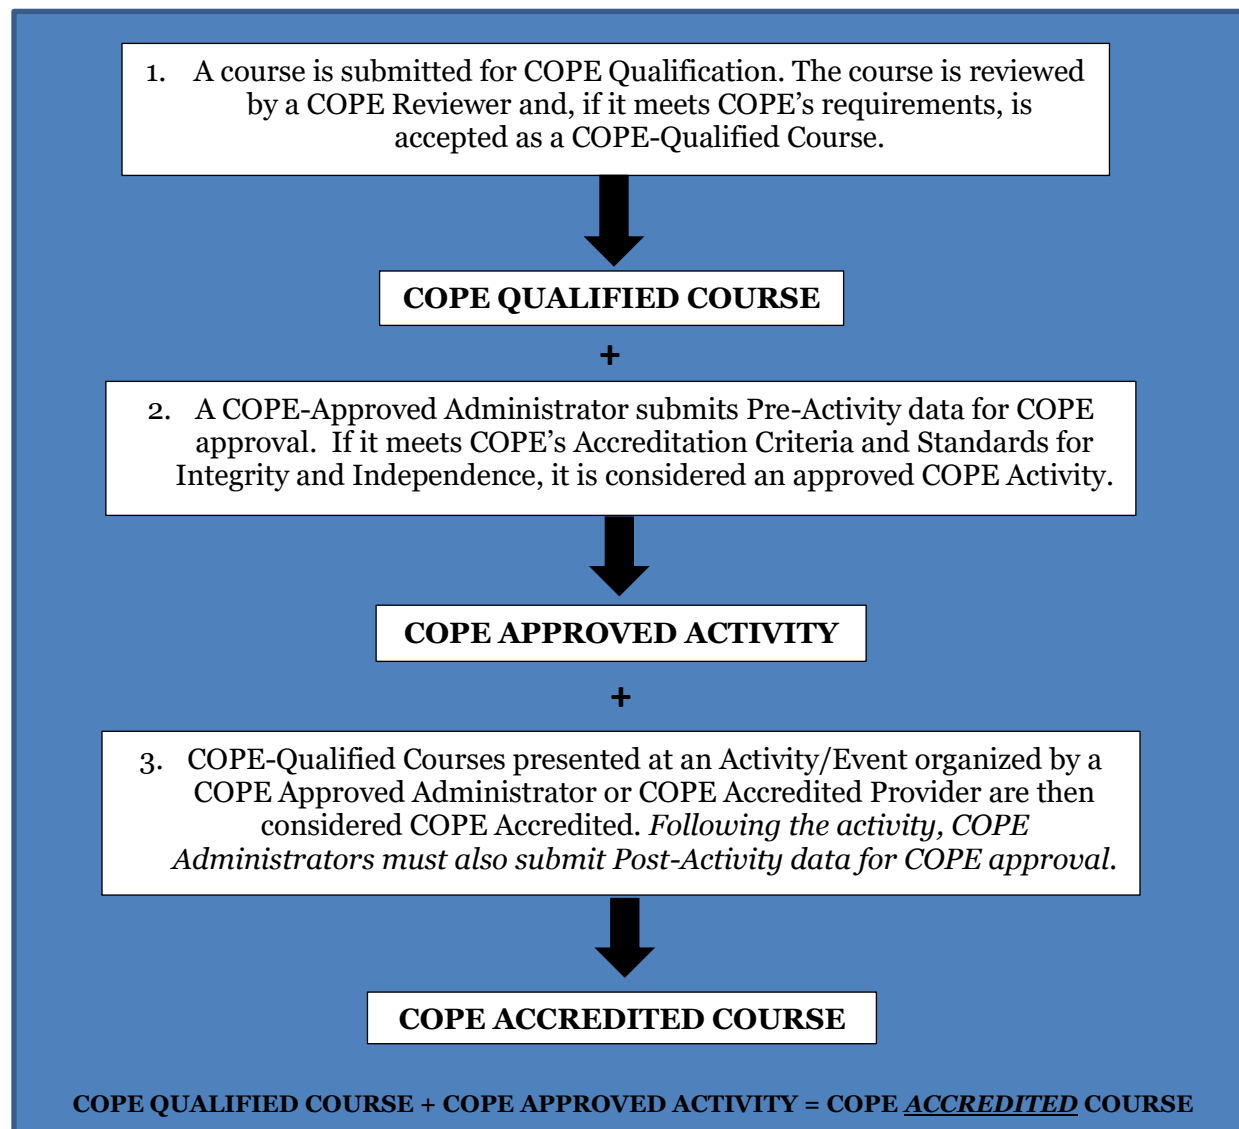 1. A course is submitted for COPE Qualification. The course is reviewed
by a COPE Reviewer and, if it meets COPE’s requirements, is
accepted as a COPE-Qualified Course.
COPE QUALIFIED COURSE
+
2. A COPE-Approved Administrator submits Pre-Activity data for COPE
approval.  If it meets COPE’s Accreditation Criteria and Standards for
Integrity and Independence, it is considered an approved COPE Activity.
COPE APPROVED ACTIVITY
+
3. COPE-Qualified Courses presented at an Activity/Event organized by a
COPE Approved Administrator or COPE Accredited Provider are then
considered COPE Accredited. Following the activity, COPE
Administrators must also submit Post-Activity data for COPE approval.
COPE ACCREDITED COURSE
COPE QUALIFIED COURSE + COPE APPROVED ACTIVITY = COPE ACCREDITED COURSE